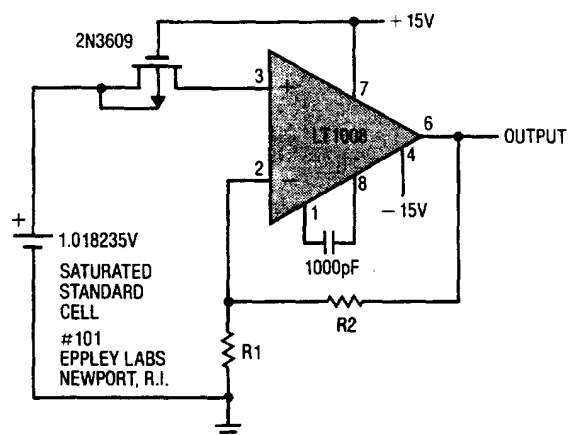 2N3609
+ 15V
3
+
7
LT1008
6
OUTPUT
4
2
−
8
− 15V
1
+
1.018235V
1000pF
SATURATED
STANDARD
CELL
#101
EPPLEY LABS
NEWPORT, R.I.
R2
R1